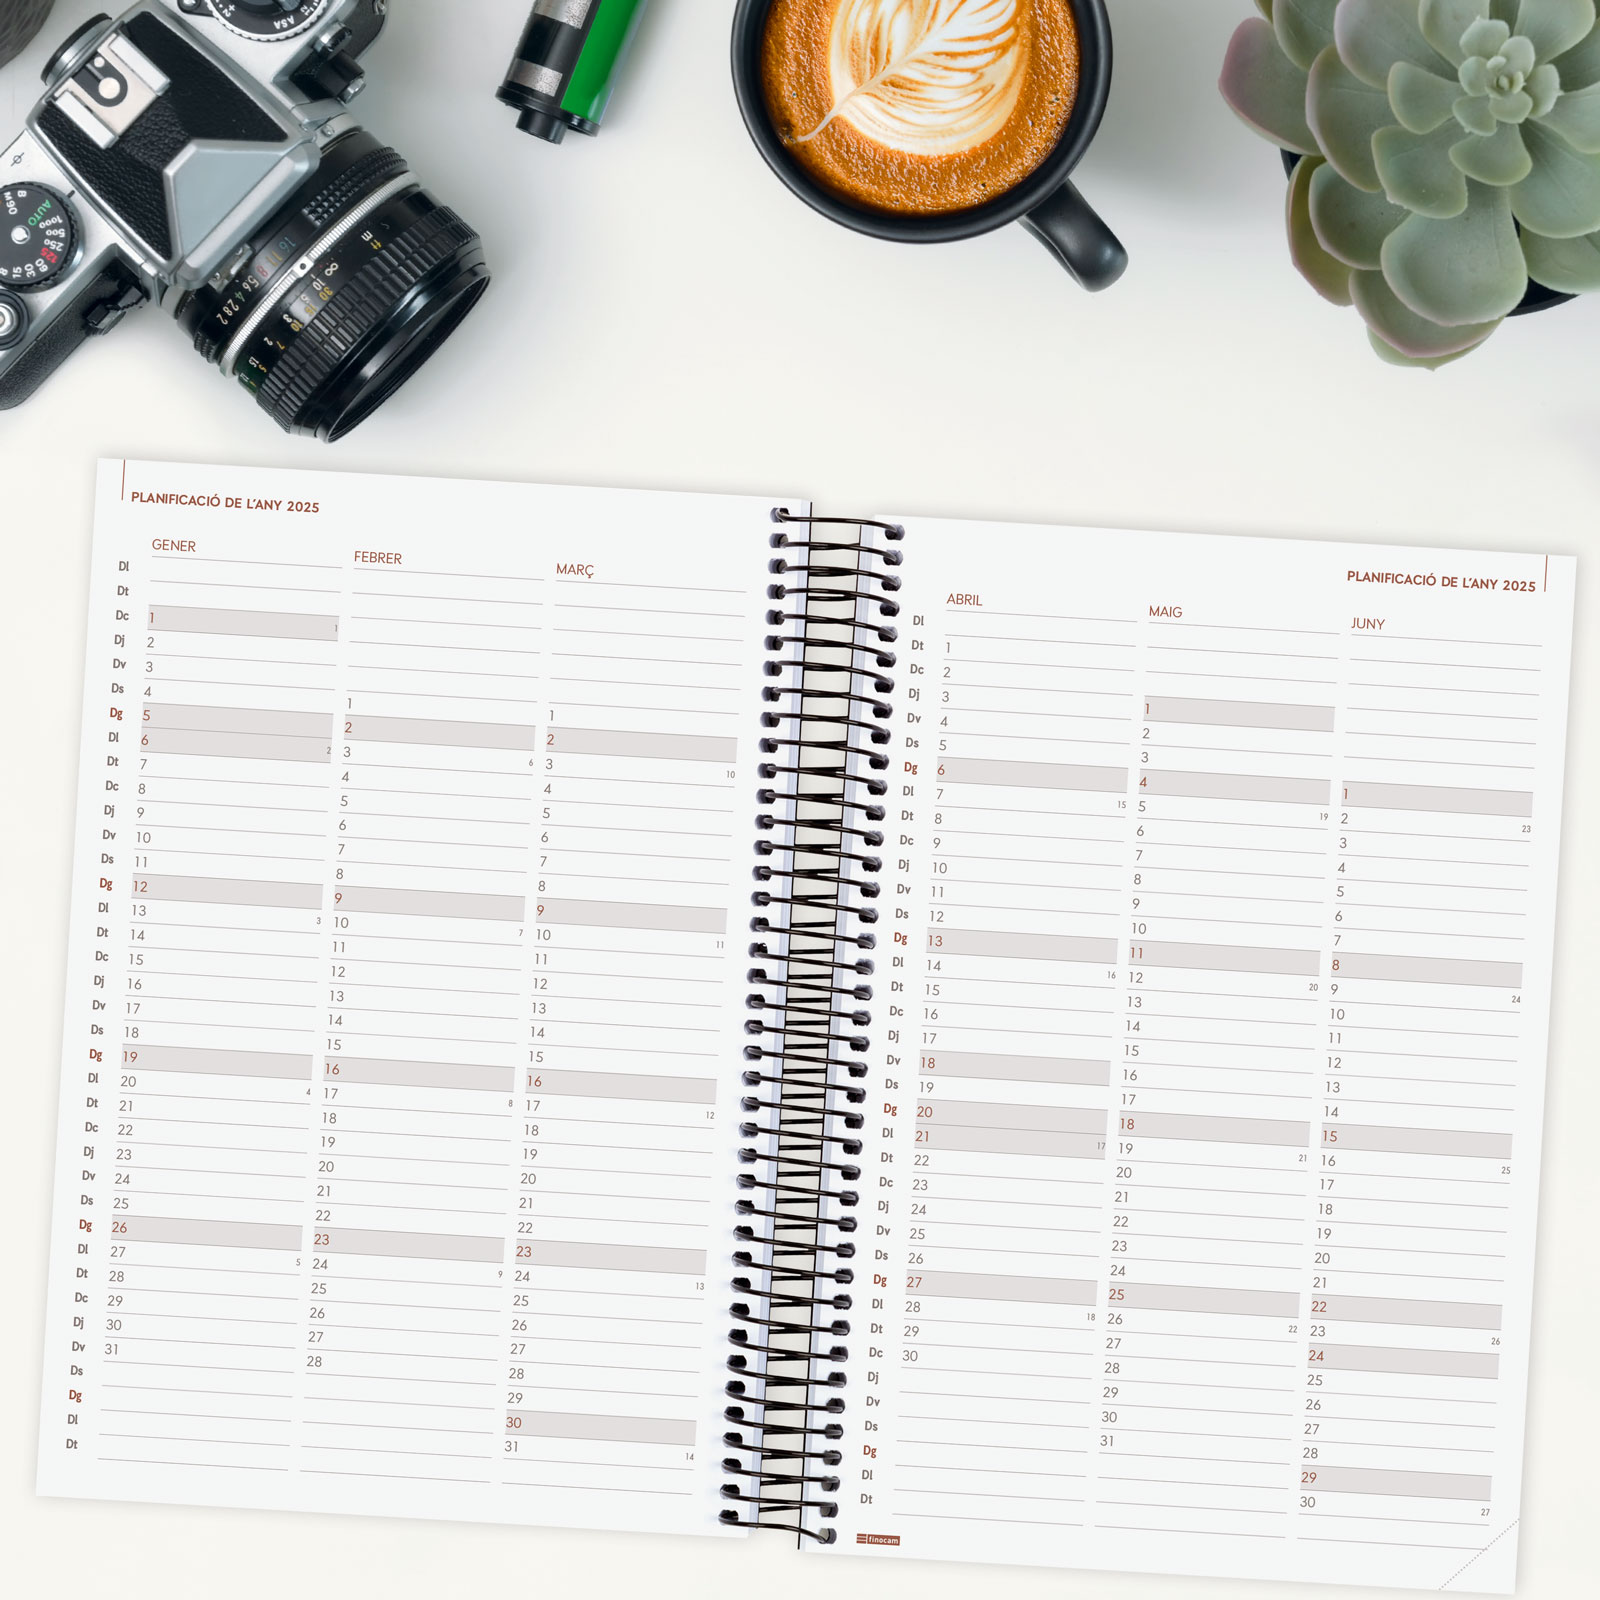 ASA
AUTO
PLANIFICACIÓ DE L'ANY 2025
GENER
FEBRER
MARÇ
Dl
Dt
Dc 1 1
Dj 2
Dv 3
Ds 4 1 1
Dg 5 2 2
Dl 6 2 3 6 3 10
Dt 7 4 4
Dc 8 5 5
Dj 9 6 6
Dv 10 7 7
Ds 11 8 8
Dg 12 9 9
Dl 13 3 10 7 10 11
Dt 14 11 11
Dc 15 12 12
Dj 16 13 13
Dv 17 14 14
Ds 18 15 15
Dg 19 16 16
Dl 20 4 17 8 17 12
Dt 21 18 18
Dc 22 19 19
Dj 23 20 20
Dv 24 21 21
Ds 25 22 22
Dg 26 23 23
Dl 27 5 24 9 24 13
Dt 28 25 25
Dc 29 26 26
Dj 30 27 27
Dv 31 28 28
Ds 29
Dg 30
Dl 31 14
Dt
PLANIFICACIÓ DE L'ANY 2025
ABRIL
MAIG
JUNY
Dl
Dt 1
Dc 2
Dj 3 1
Dv 4 2
Ds 5 3
Dg 6 4 1
Dl 7 15 5 19 2 23
Dt 8 6 3
Dc 9 7 4
Dj 10 8 5
Dv 11 9 6
Ds 12 10 7
Dg 13 11 8
Dl 14 16 12 20 9 24
Dt 15 13 10
Dc 16 14 11
Dj 17 15 12
Dv 18 16 13
Ds 19 17 14
Dg 20 18 15
Dl 21 17 19 21 16 25
Dt 22 20 17
Dc 23 21 18
Dj 24 22 19
Dv 25 23 20
Ds 26 24 21
Dg 27 25 22
Dl 28 18 26 22 23 26
Dt 29 27 24
Dc 30 28 25
Dj 29 26
Dv 30 27
Ds 31 28
Dg 29
Dl 30 27
Dt
finocam